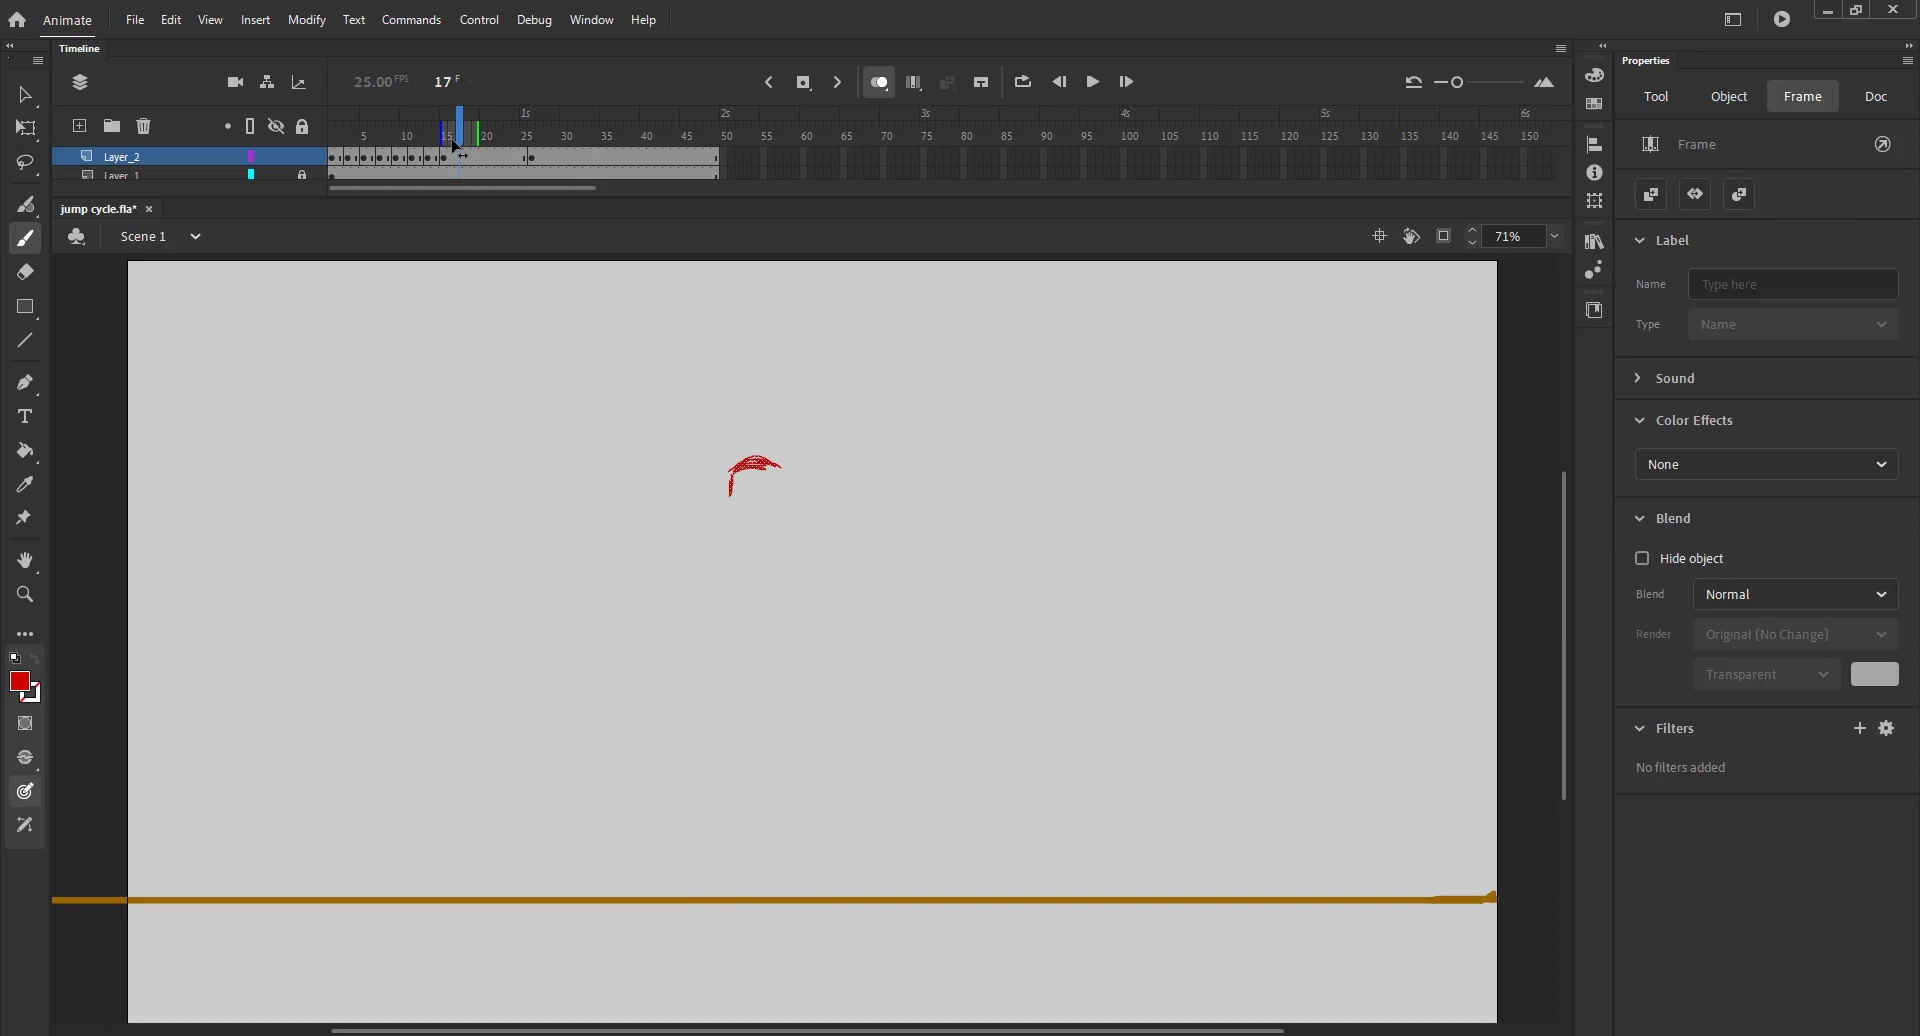 Animate File Edit View Insert Modify Text Commands Control Debug Window Help
Timeline
25.00 FPS 17 F
1s 2s 3s 4s 5s 6s
5 10 15 20 25 30 35 40 45 50 55 60 65 70 75 80 85 90 95 100 105 110 115 120 125 130 135 140 145 150
Layer_2
Layer_1
jump cycle.fla* ×
Scene 1
71%
T
Properties
Tool Object Frame Doc
Frame
Label
Name Type here
Type Name
Sound
Color Effects
None
Blend
Hide object
Blend Normal
Render Original (No Change)
Transparent
Filters
No filters added